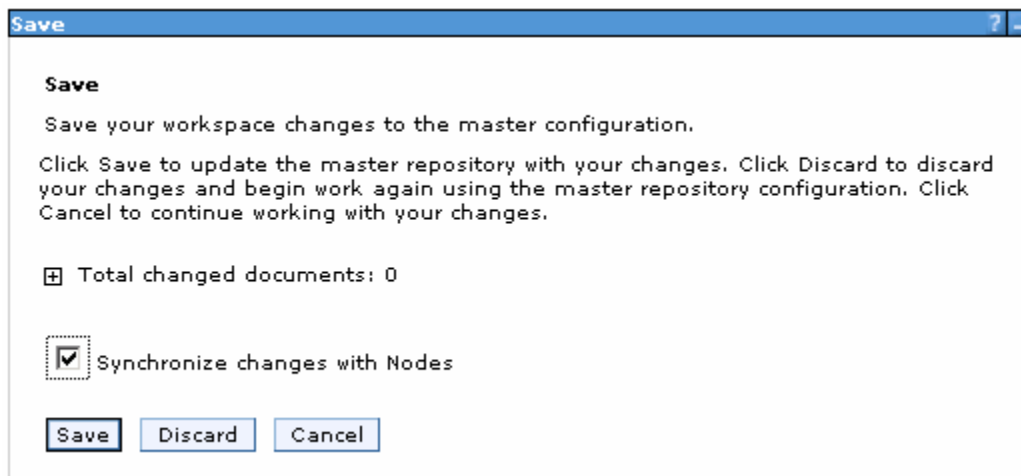 Save ? -
Save
Save your workspace changes to the master configuration.
Click Save to update the master repository with your changes. Click Discard to discard
your changes and begin work again using the master repository configuration. Click
Cancel to continue working with your changes.
Total changed documents: 0
Synchronize changes with Nodes
Save Discard Cancel